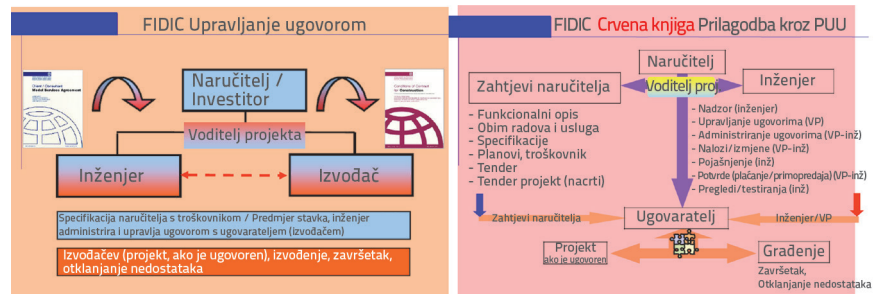 FIDIC Upravljanje ugovorom
Naručitelj /
Investitor
Voditelj projekta
Inženjer
Izvođač
Specifikacija naručitelja s troškovnikom / Predmjer stavka, inženjer
administrira i upravlja ugovorom s ugovarateljem (izvođačem)
Izvođačev (projekt, ako je ugovoren), izvođenje, završetak,
otklanjanje nedostataka
FIDIC Crvena knjiga Prilagodba kroz PUU
Naručitelj
Zahtjevi naručitelja
Voditelj proj.
Inženjer
- Funkcionalni opis
- Obim radova i usluga
- Specifikacije
- Planovi, troškovnik
- Tender
- Tender projekt (nacrti)
- Nadzor (inženjer)
- Upravljanje ugovorima (VP)
- Administriranje ugovorima (VP-inž)
- Nalozi/izmjene (VP-inž)
- Pojašnjenje (inž)
- Potvrde (plaćanje/primopredaja) (VP-inž)
- Pregledi/testiranja (inž)
Zahtjevi naručitelja
Ugovaratelj
Inženjer/VP
Projekt
ako je ugovoren
Građenje
Završetak,
Otklanjanje nedostataka